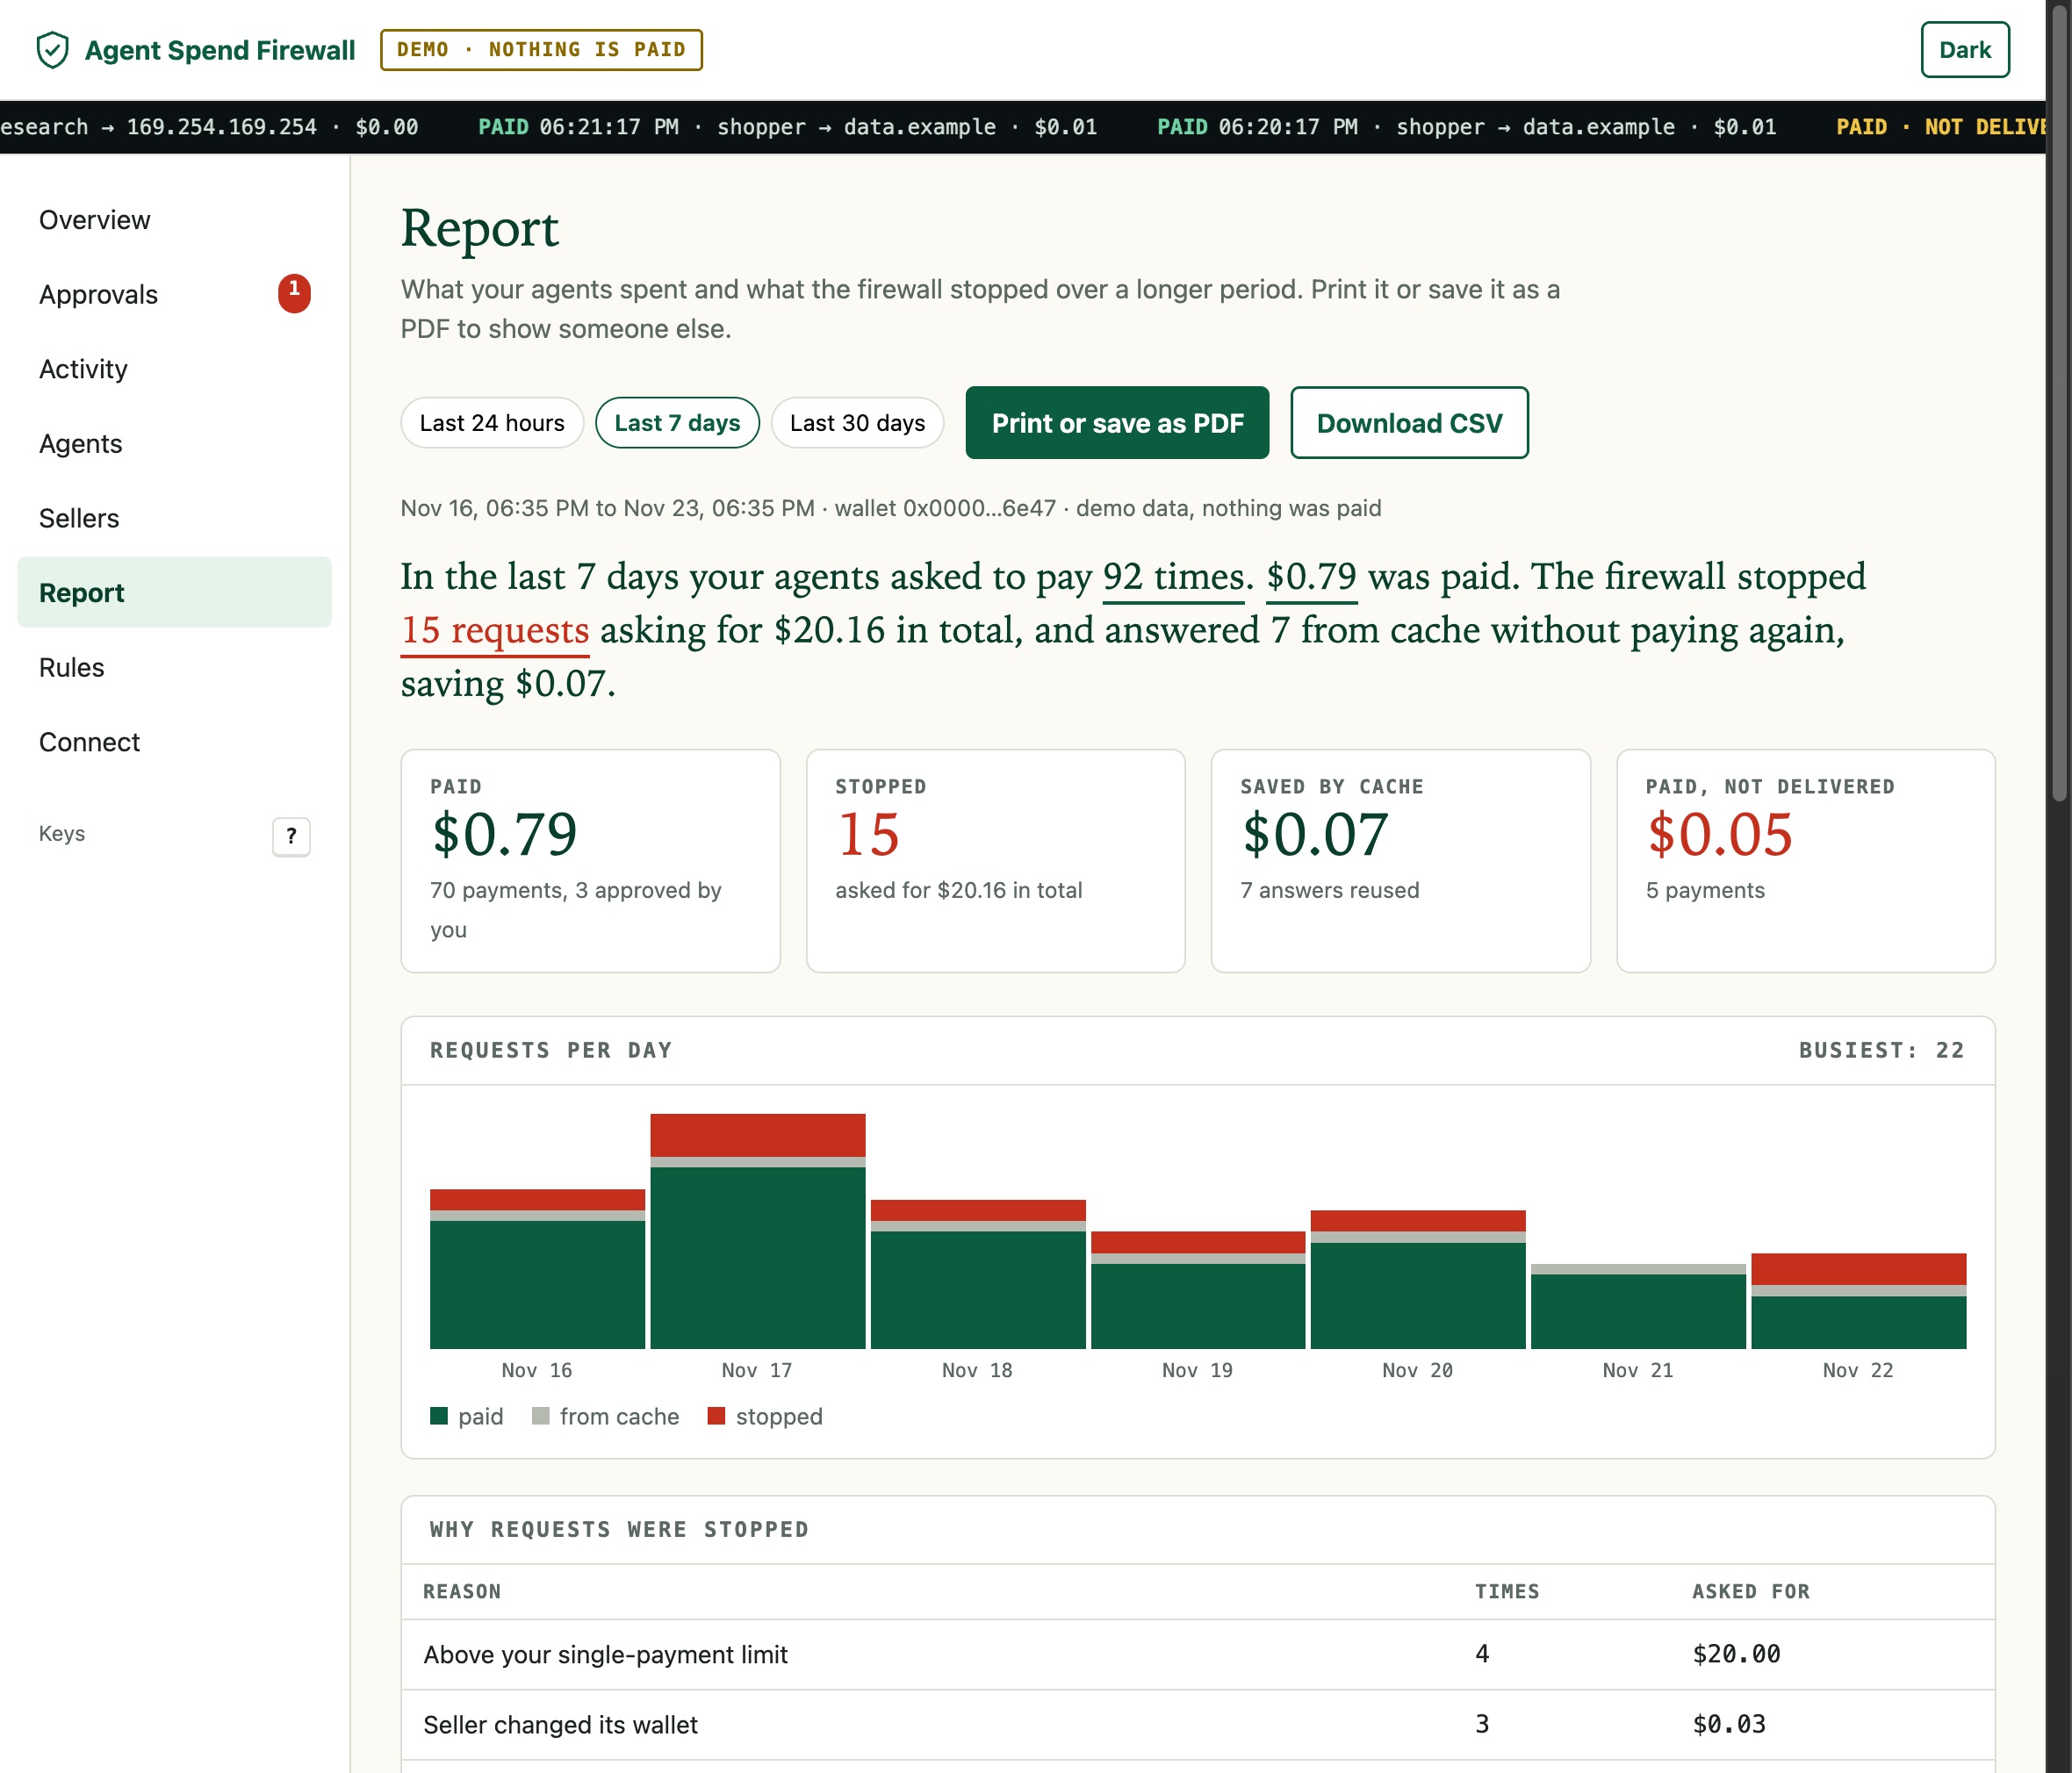 Agent Spend Firewall
DEMO · NOTHING IS PAID
Dark
esearch → 169.254.169.254 · $0.00 PAID 06:21:17 PM · shopper → data.example · $0.01 PAID 06:20:17 PM · shopper → data.example · $0.01 PAID · NOT DELIVE
Overview
Approvals 1
Activity
Agents
Sellers
Report
Rules
Connect
Keys ?
Report
What your agents spent and what the firewall stopped over a longer period. Print it or save it as a
PDF to show someone else.
Last 24 hours Last 7 days Last 30 days Print or save as PDF Download CSV
Nov 16, 06:35 PM to Nov 23, 06:35 PM · wallet 0x0000…6e47 · demo data, nothing was paid
In the last 7 days your agents asked to pay 92 times. $0.79 was paid. The firewall stopped
15 requests asking for $20.16 in total, and answered 7 from cache without paying again,
saving $0.07.
PAID
$0.79
70 payments, 3 approved by
you
STOPPED
15
asked for $20.16 in total
SAVED BY CACHE
$0.07
7 answers reused
PAID, NOT DELIVERED
$0.05
5 payments
REQUESTS PER DAY BUSIEST: 22
Nov 16 Nov 17 Nov 18 Nov 19 Nov 20 Nov 21 Nov 22
paid from cache stopped
WHY REQUESTS WERE STOPPED
REASON TIMES ASKED FOR
Above your single-payment limit 4 $20.00
Seller changed its wallet 3 $0.03